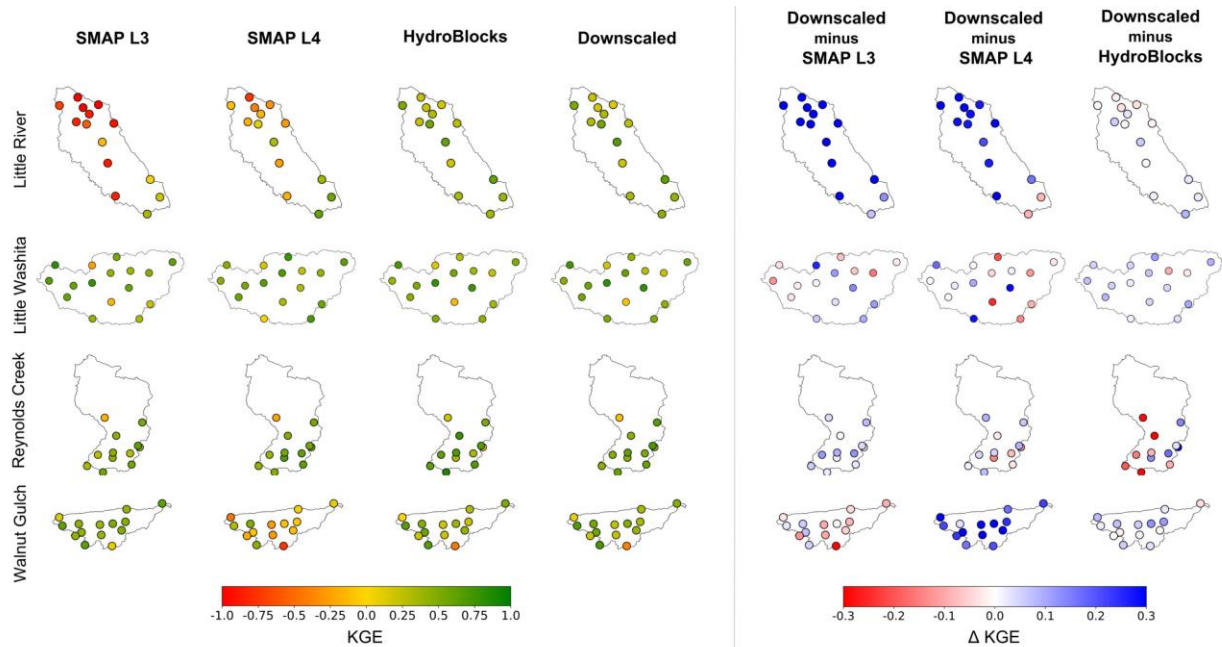 SMAP L3
SMAP L4
HydroBlocks
Downscaled
Downscaled
minus
SMAP L3
Downscaled
minus
SMAP L4
Downscaled
minus
HydroBlocks
Little River
Little Washita
Reynolds Creek
Walnut Gulch
-1.0 -0.75 -0.50 -0.25 0.0 0.25 0.50 0.75 1.0
KGE
-0.3 -0.2 -0.1 0.0 0.1 0.2 0.3
Δ KGE